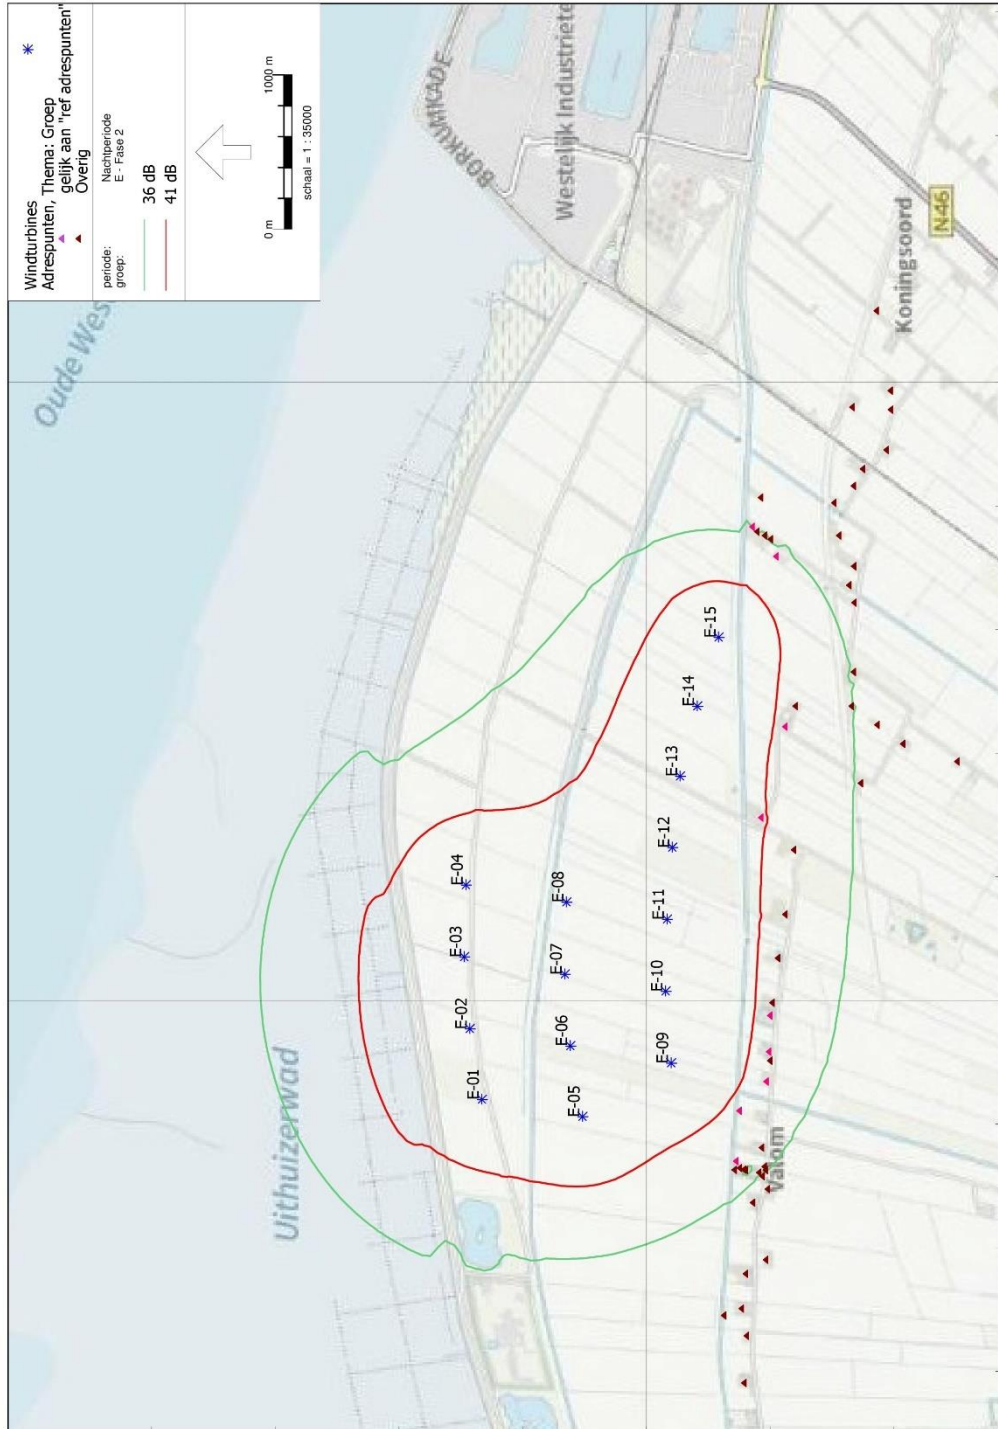 Windturbines
Adrespunten, Thema: Groep
gelijk aan "ref adrespunten"
Overig
periode: Nachtperiode
groep: E - Fase 2
36 dB
41 dB
0 m 1000 m
schaal = 1 : 35000
Oude Wes
BORKUMKADE
Westelijk Industrieter
Uithuizerwad
E-01
E-02
E-03
E-04
E-05
E-06
E-07
E-08
E-09
E-10
E-11
E-12
E-13
E-14
E-15
Valom
Koningsoord
N46